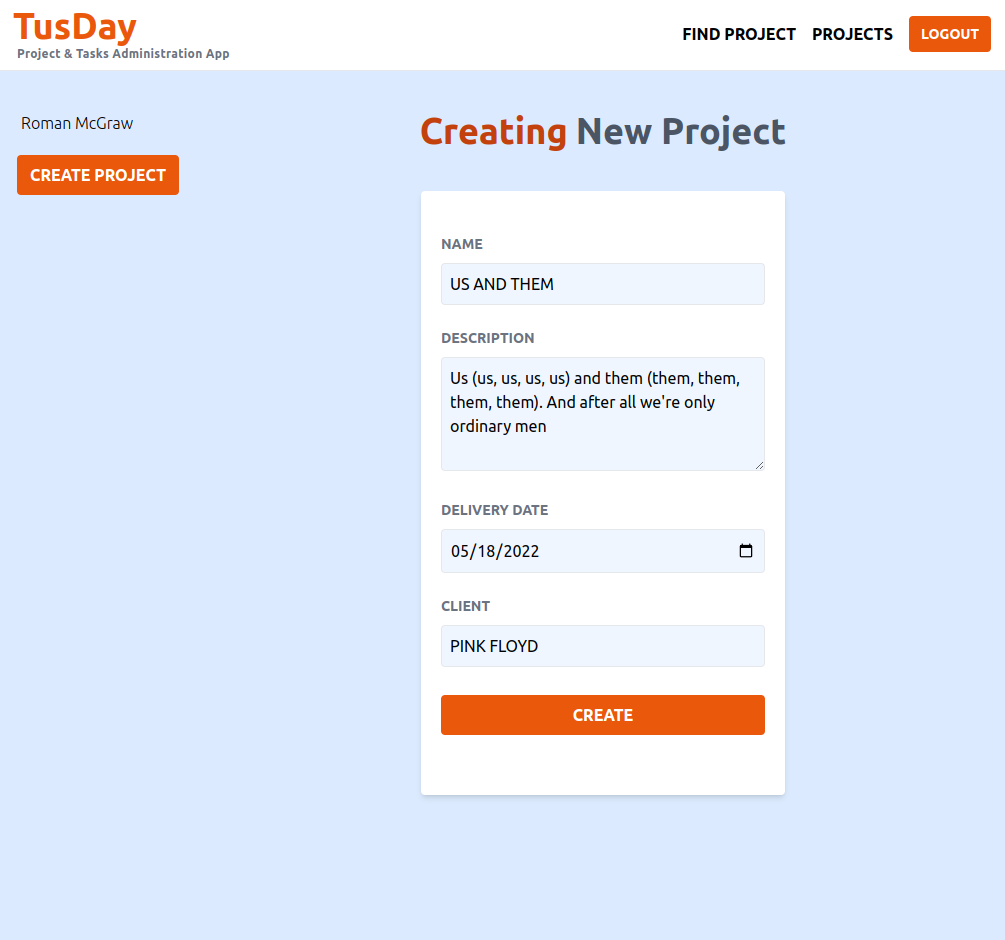 TusDay
Project & Tasks Administration App
FIND PROJECT
PROJECTS
LOGOUT
Roman McGraw
CREATE PROJECT
Creating New Project
NAME
US AND THEM
DESCRIPTION
Us (us, us, us, us) and them (them, them,
them, them). And after all we're only
ordinary men
DELIVERY DATE
05/18/2022
CLIENT
PINK FLOYD
CREATE